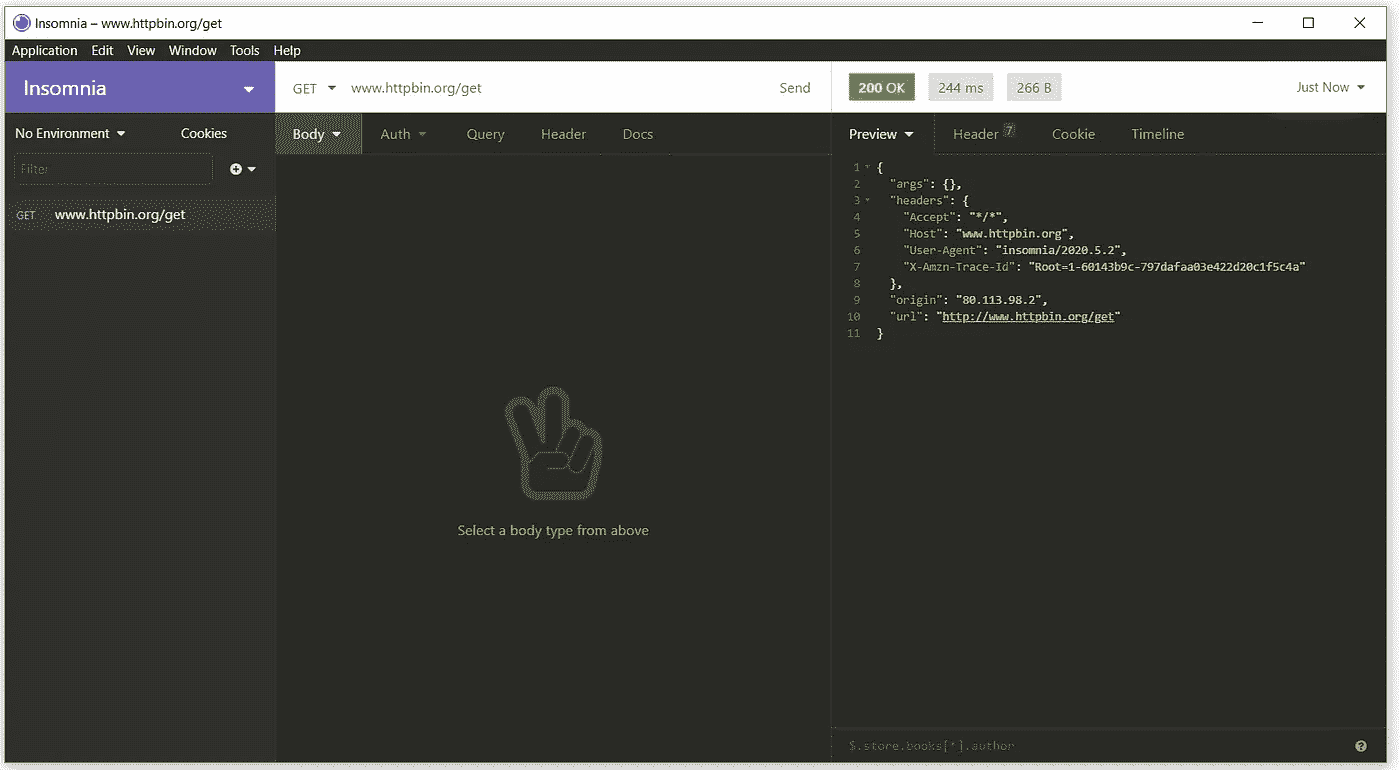 Insomnia – www.httpbin.org/get
Application Edit View Window Tools Help
Insomnia
GET www.httpbin.org/get Send
200 OK 244 ms 266 B Just Now
No Environment Cookies
Body Auth Query Header Docs
Preview Header 7 Cookie Timeline
Filter
GET www.httpbin.org/get
1 {
2 "args": {},
3 "headers": {
4 "Accept": "*/*",
5 "Host": "www.httpbin.org",
6 "User-Agent": "insomnia/2020.5.2",
7 "X-Amzn-Trace-Id": "Root=1-60143b9c-797dafaa03e422d20c1f5c4a"
8 },
9 "origin": "80.113.98.2",
10 "url": "http://www.httpbin.org/get"
11 }
Select a body type from above
$.store.books[*].author